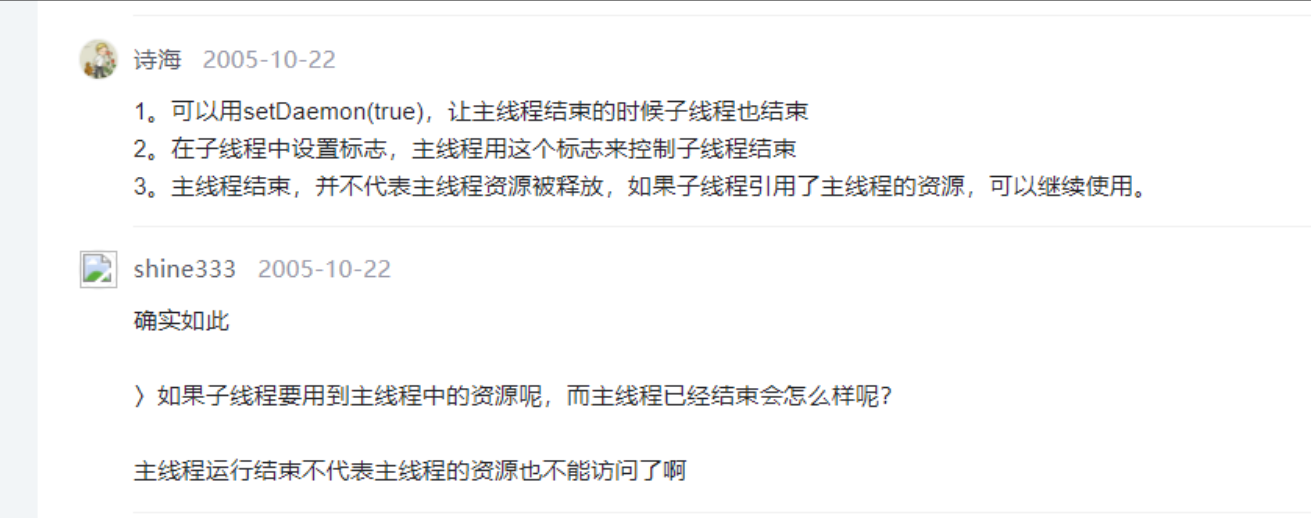 诗海 2005-10-22
1。可以用setDaemon(true)，让主线程结束的时候子线程也结束
2。在子线程中设置标志，主线程用这个标志来控制子线程结束
3。主线程结束，并不代表主线程资源被释放，如果子线程引用了主线程的资源，可以继续使用。
shine333 2005-10-22
确实如此
〉如果子线程要用到主线程中的资源呢，而主线程已经结束会怎么样呢?
主线程运行结束不代表主线程的资源也不能访问了啊